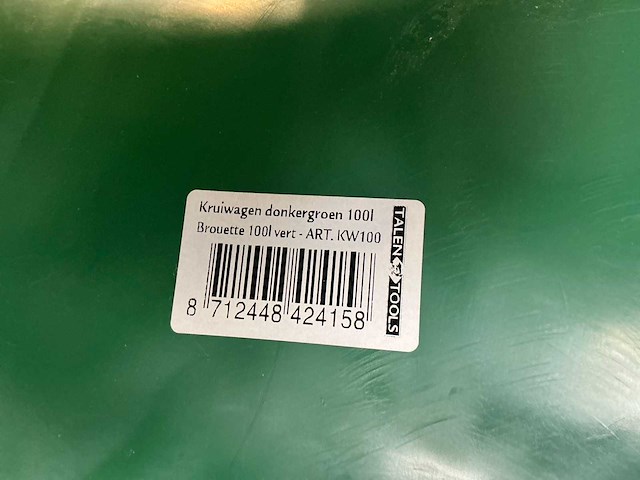 Kruiwagen donkergroen 100l
Brouette 100l vert - ART. KW100
8 712448 424158
TALEN TOOLS